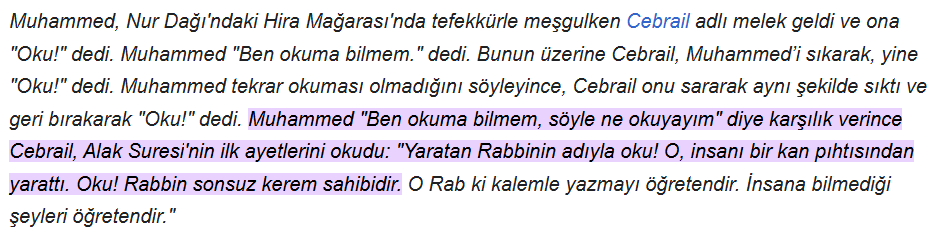 Muhammed, Nur Dağı'ndaki Hira Mağarası'nda tefekkürle meşgulken Cebrail adlı melek geldi ve ona
"Oku!" dedi. Muhammed "Ben okuma bilmem." dedi. Bunun üzerine Cebrail, Muhammed’i sıkarak, yine
"Oku!" dedi. Muhammed tekrar okuması olmadığını söyleyince, Cebrail onu sararak aynı şekilde sıktı ve
geri bırakarak "Oku!" dedi. Muhammed "Ben okuma bilmem, söyle ne okuyayım" diye karşılık verince
Cebrail, Alak Suresi'nin ilk ayetlerini okudu: "Yaratan Rabbinin adıyla oku! O, insanı bir kan pıhtısından
yarattı. Oku! Rabbin sonsuz kerem sahibidir. O Rab ki kalemle yazmayı öğretendir. İnsana bilmediği
şeyleri öğretendir."